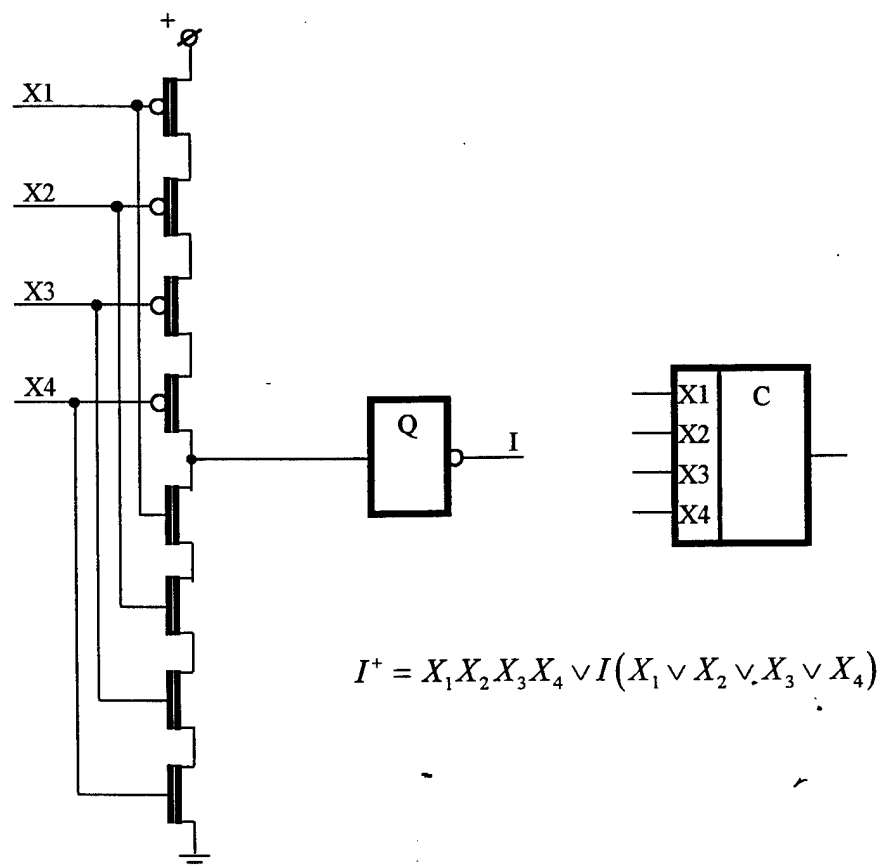 +
X1
X2
X3
X4
Q
I
X1 C
X2
X3
X4
I⁺ = X₁X₂X₃X₄ ∨ I(X₁ ∨ X₂ ∨ X₃ ∨ X₄)